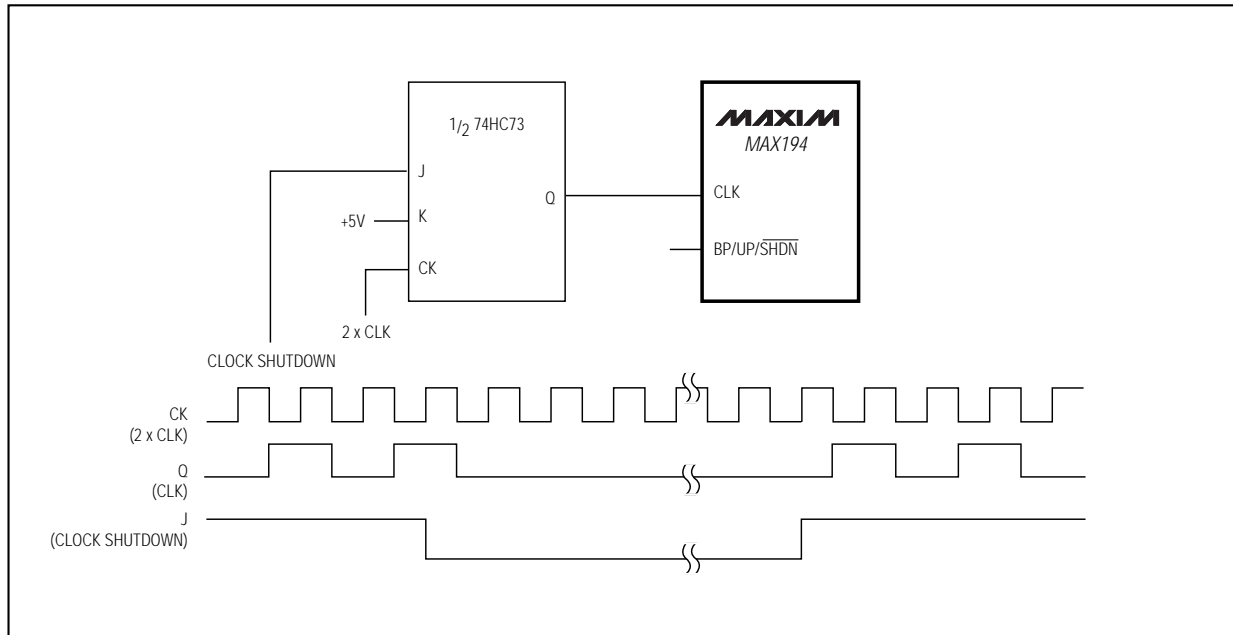 1/2 74HC73
MAXIM
MAX194
J
Q
CLK
+5V
K
BP/UP/SHDN
CK
2 x CLK
CLOCK SHUTDOWN
CK
(2 x CLK)
Q
(CLK)
J
(CLOCK SHUTDOWN)